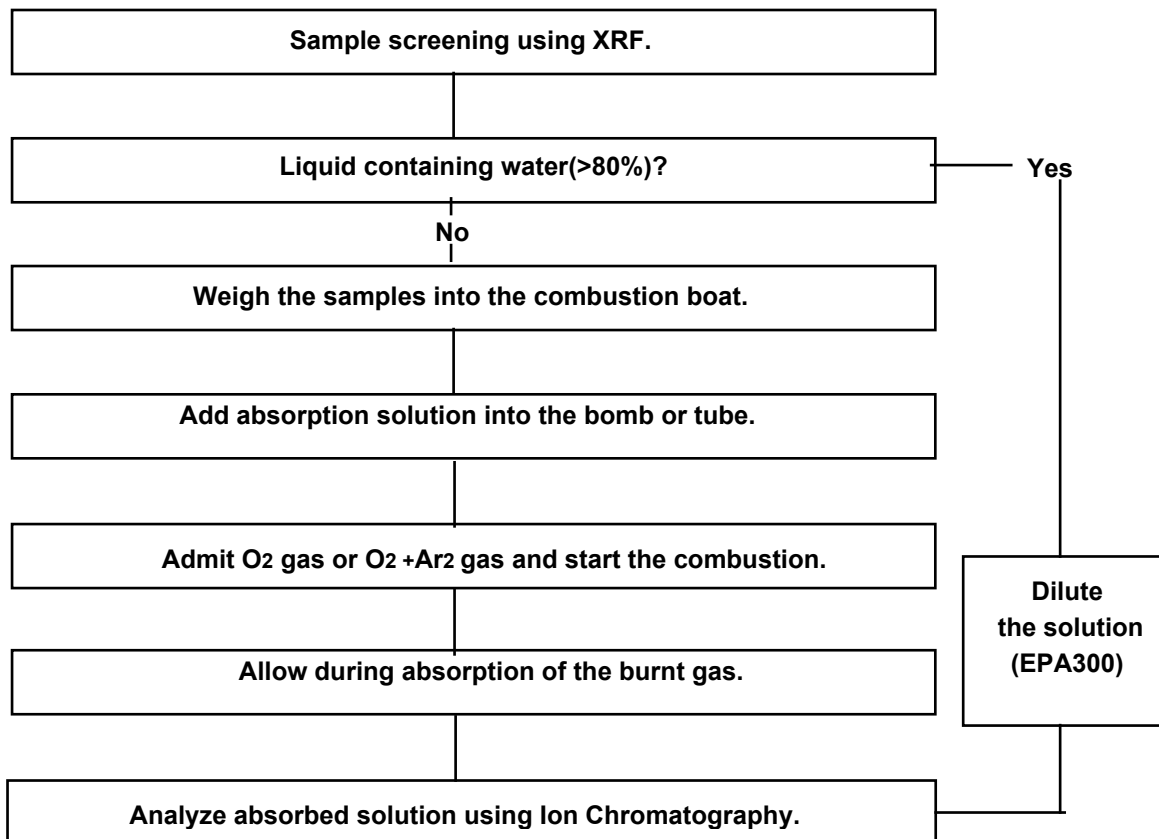 Sample screening using XRF.
Liquid containing water(>80%)?
Yes
No
Weigh the samples into the combustion boat.
Add absorption solution into the bomb or tube.
Admit O2 gas or O2 +Ar2 gas and start the combustion.
Dilute
the solution
(EPA300)
Allow during absorption of the burnt gas.
Analyze absorbed solution using Ion Chromatography.